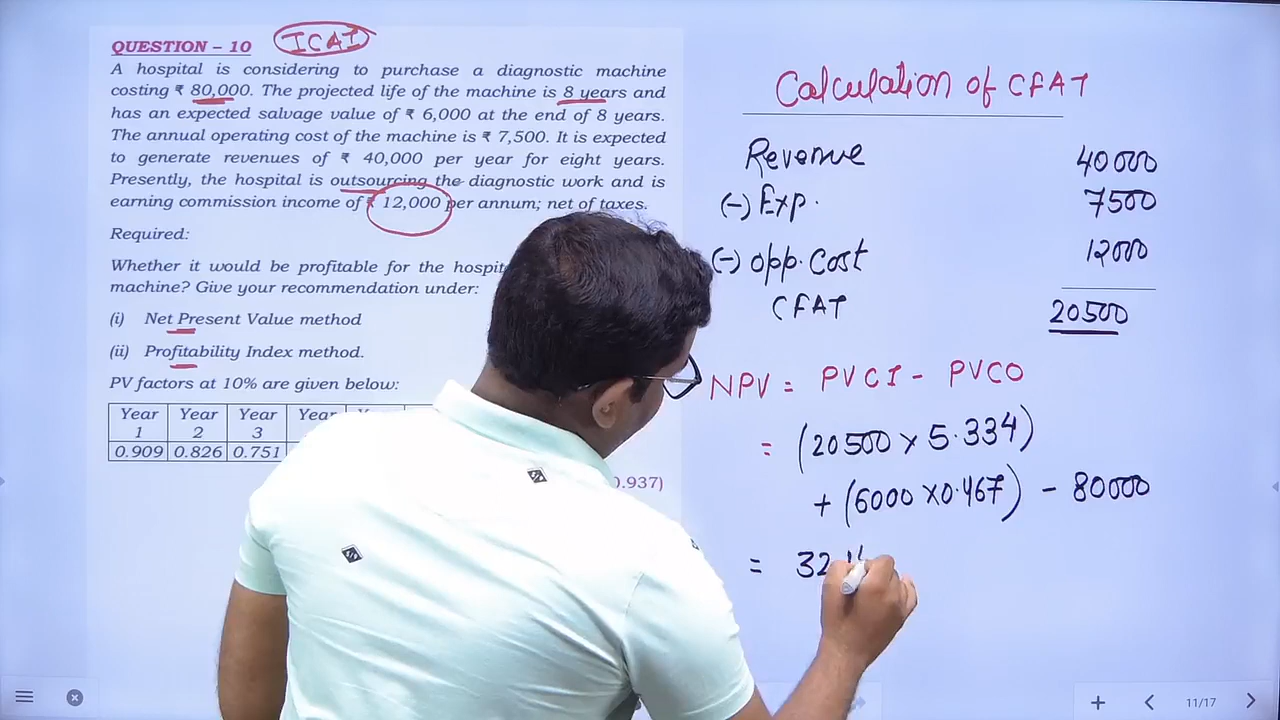 QUESTION – 10 ICAI
A hospital is considering to purchase a diagnostic machine
costing ₹ 80,000. The projected life of the machine is 8 years and
has an expected salvage value of ₹ 6,000 at the end of 8 years.
The annual operating cost of the machine is ₹ 7,500. It is expected
to generate revenues of ₹ 40,000 per year for eight years.
Presently, the hospital is outsourcing the diagnostic work and is
earning commission income of ₹ 12,000 per annum; net of taxes.
Required:
Whether it would be profitable for the
machine? Give your recommendation under:
(i) Net Present Value method
(ii) Profitability Index method.
PV factors at 10% are given below:
Year Year Year
1 2 3
0.909 0.826 0.751
0.937)
Calculation of CFAT
Revenue 40000
(-) Exp. 7500
(-) Opp. Cost 12000
CFAT 20500
NPV = PVCI - PVCO
= (20500 × 5.334)
+ (6000 × 0.467) - 80000
= 32
11/17